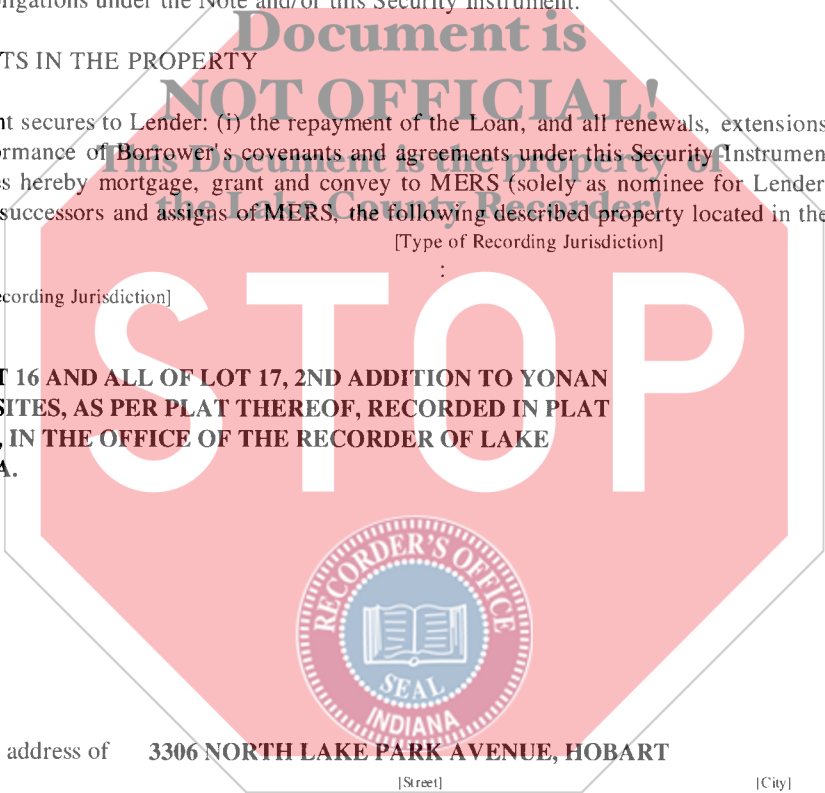 ligations under the Note and/or this Security Instrument.
Document is
TS IN THE PROPERTY
NOT OFFICIAL!
nt secures to Lender: (i) the repayment of the Loan, and all renewals, extensions
This Document is the property of
ormance of Borrower's covenants and agreements under this Security Instrumen
s hereby mortgage, grant and convey to MERS (solely as nominee for Lender
the Lake County Recorder!
successors and assigns of MERS, the following described property located in the
[Type of Recording Jurisdiction]
:
ecording Jurisdiction]
STOP
T 16 AND ALL OF LOT 17, 2ND ADDITION TO YONAN
SITES, AS PER PLAT THEREOF, RECORDED IN PLAT
, IN THE OFFICE OF THE RECORDER OF LAKE
A.
RECORDER'S OFFICE
SEAL
INDIANA
address of 3306 NORTH LAKE PARK AVENUE, HOBART
[Street] [City]